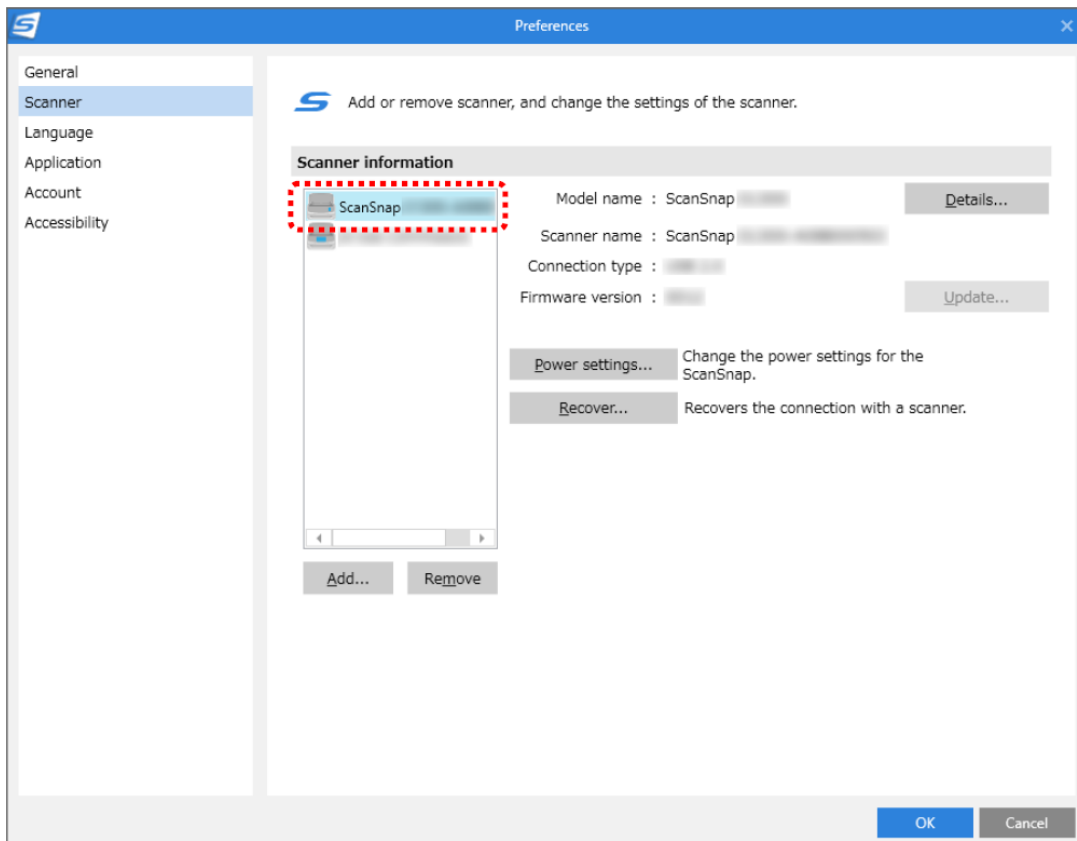 Preferences
General
Scanner
Language
Application
Account
Accessibility
Add or remove scanner, and change the settings of the scanner.
Scanner information
ScanSnap
Model name : ScanSnap
Details...
Scanner name : ScanSnap
Connection type :
Firmware version :
Update...
Power settings...
Change the power settings for the
ScanSnap.
Recover...
Recovers the connection with a scanner.
Add...
Remove
OK
Cancel